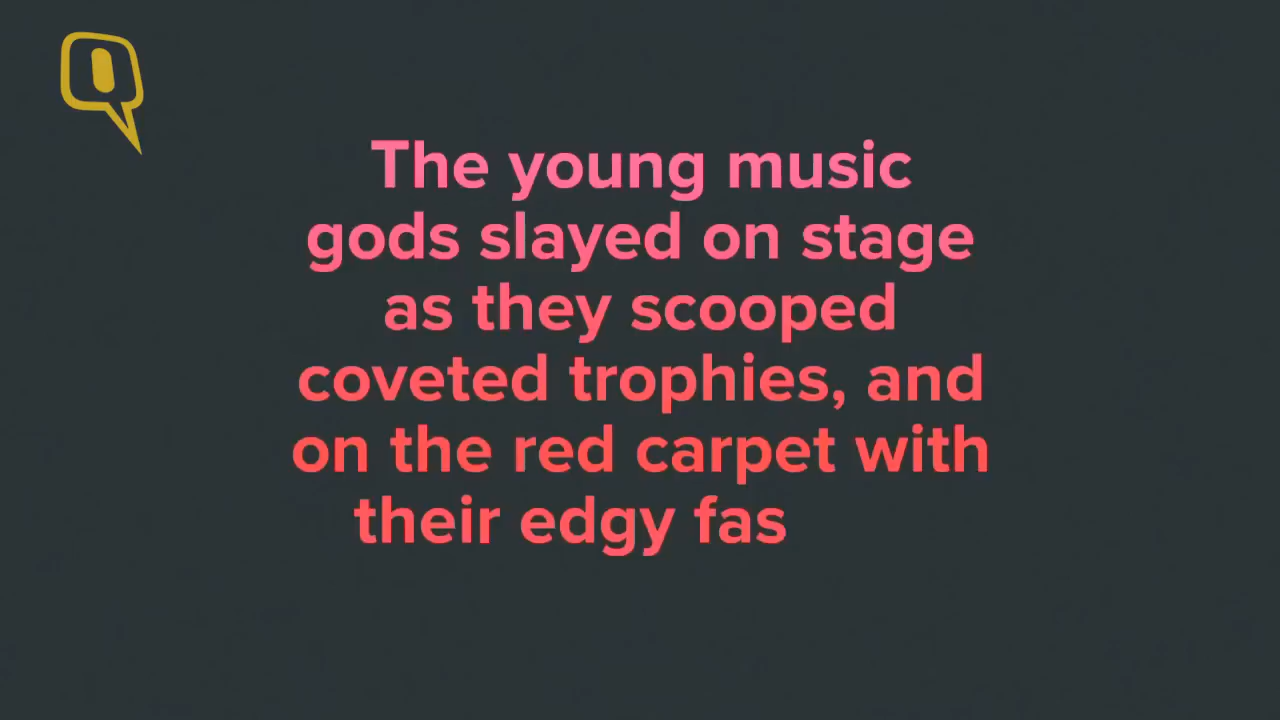 The young music
gods slayed on stage
as they scooped
coveted trophies, and
on the red carpet with
their edgy fas